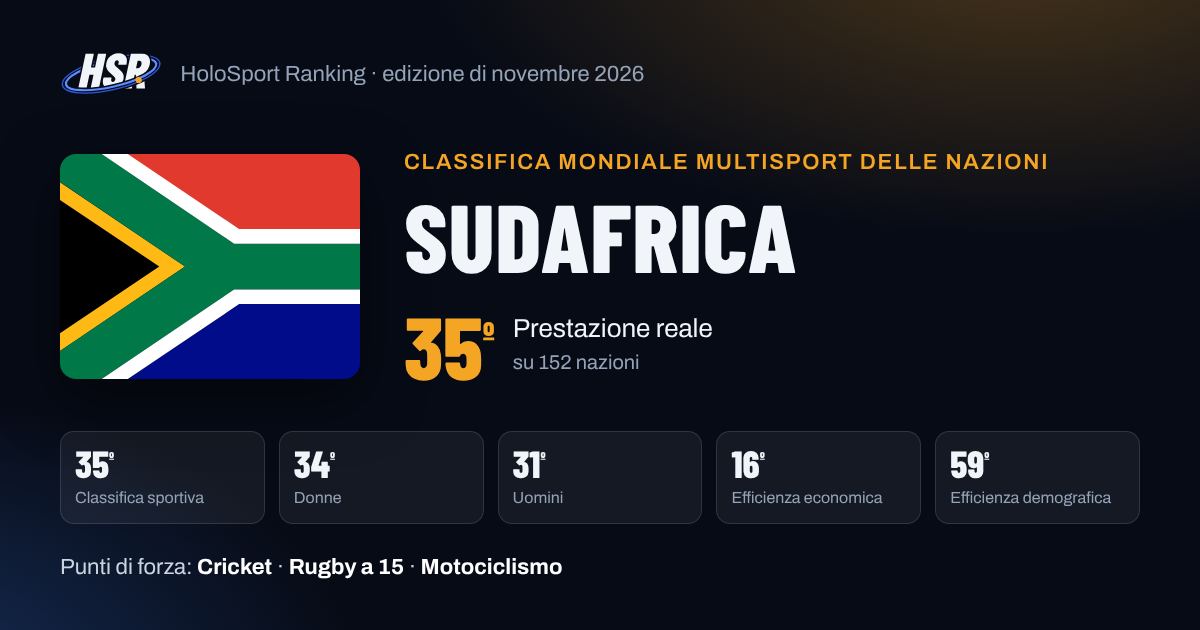 HSR
HoloSport Ranking · edizione di novembre 2026
CLASSIFICA MONDIALE MULTISPORT DELLE NAZIONI
SUDAFRICA
35º
Prestazione reale
su 152 nazioni
35º
Classifica sportiva
34º
Donne
31º
Uomini
16º
Efficienza economica
59º
Efficienza demografica
Punti di forza: Cricket · Rugby a 15 · Motociclismo